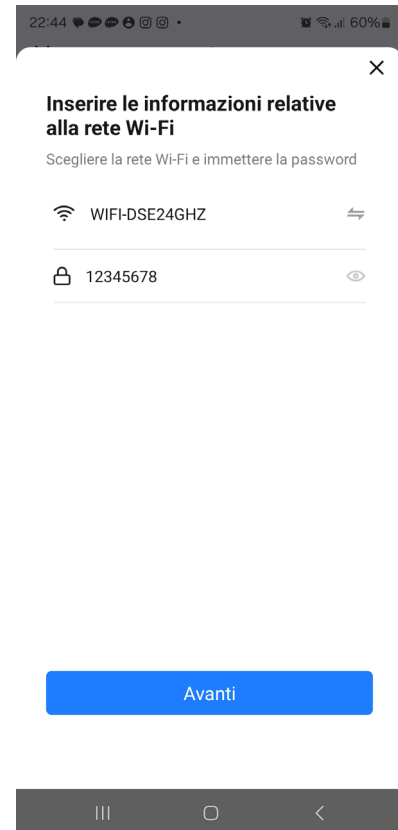 22:44 60%
Inserire le informazioni relative
alla rete Wi-Fi
Scegliere la rete Wi-Fi e immettere la password
WIFI-DSE24GHZ
12345678
Avanti